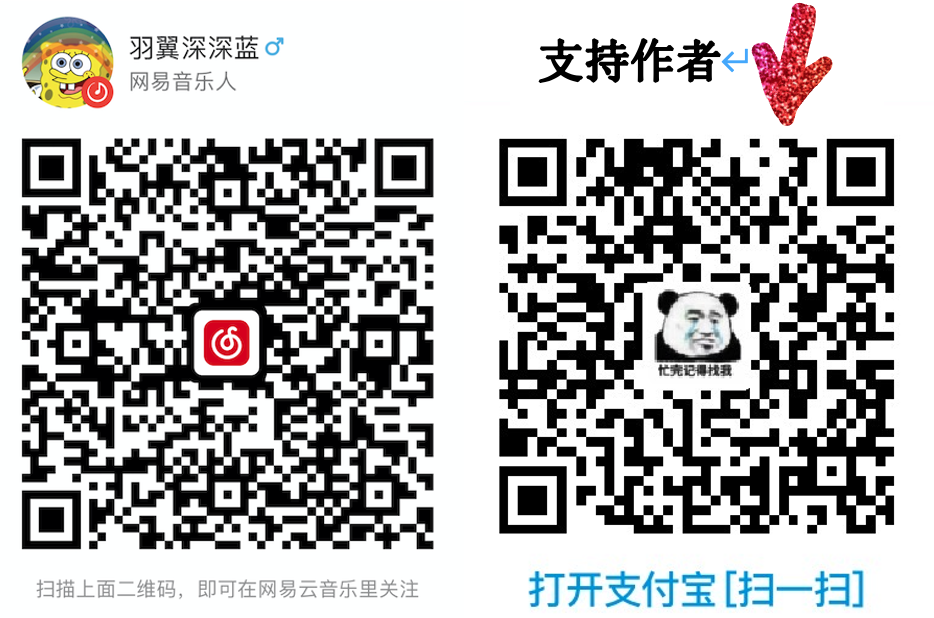 羽翼深深蓝♂
网易音乐人
扫描上面二维码，即可在网易云音乐里关注
支持作者↵
忙完记得找我
打开支付宝[扫一扫]